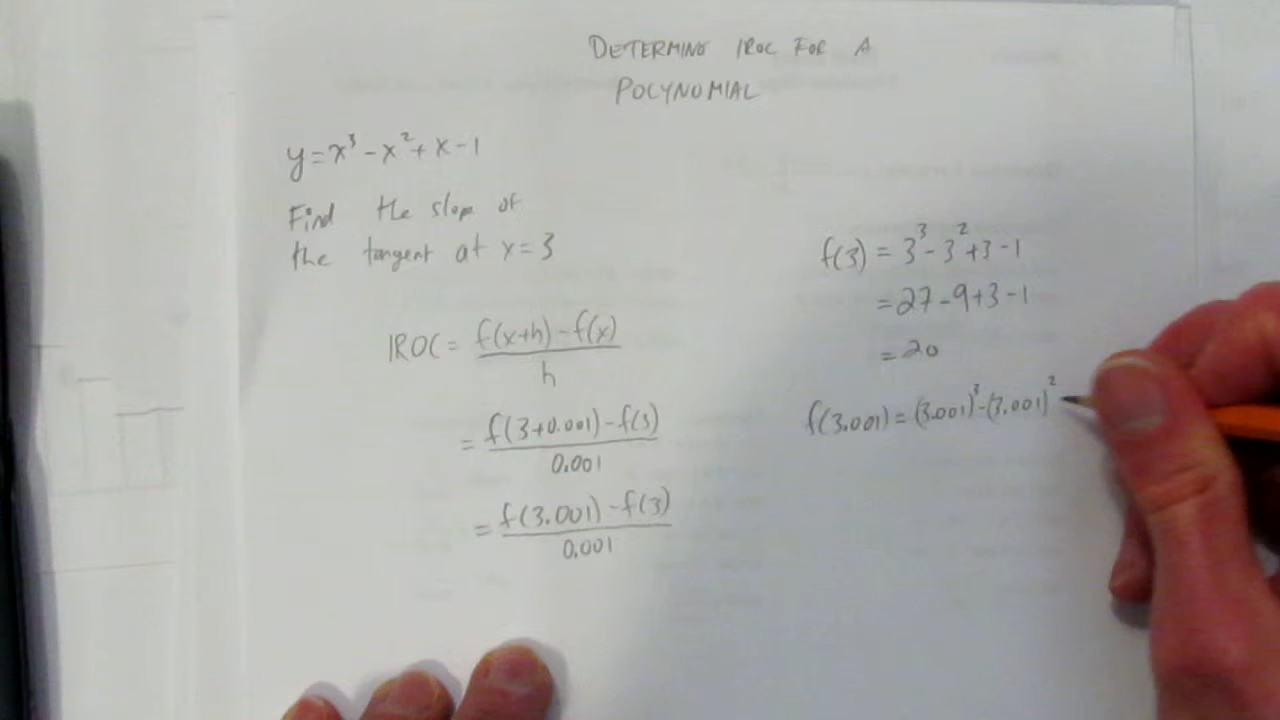 DETERMING IROC FOR A
POLYNOMIAL
y=x³-x²+x-1
Find the slope of
the tangent at x=3
IROC = f(x+h)-f(x)
h
= f(3+0.001)-f(3)
0.001
= f(3.001)-f(3)
0.001
f(3) = 3³-3²+3-1
=27-9+3-1
=20
f(3.001)=(3.001)³-(3.001)²